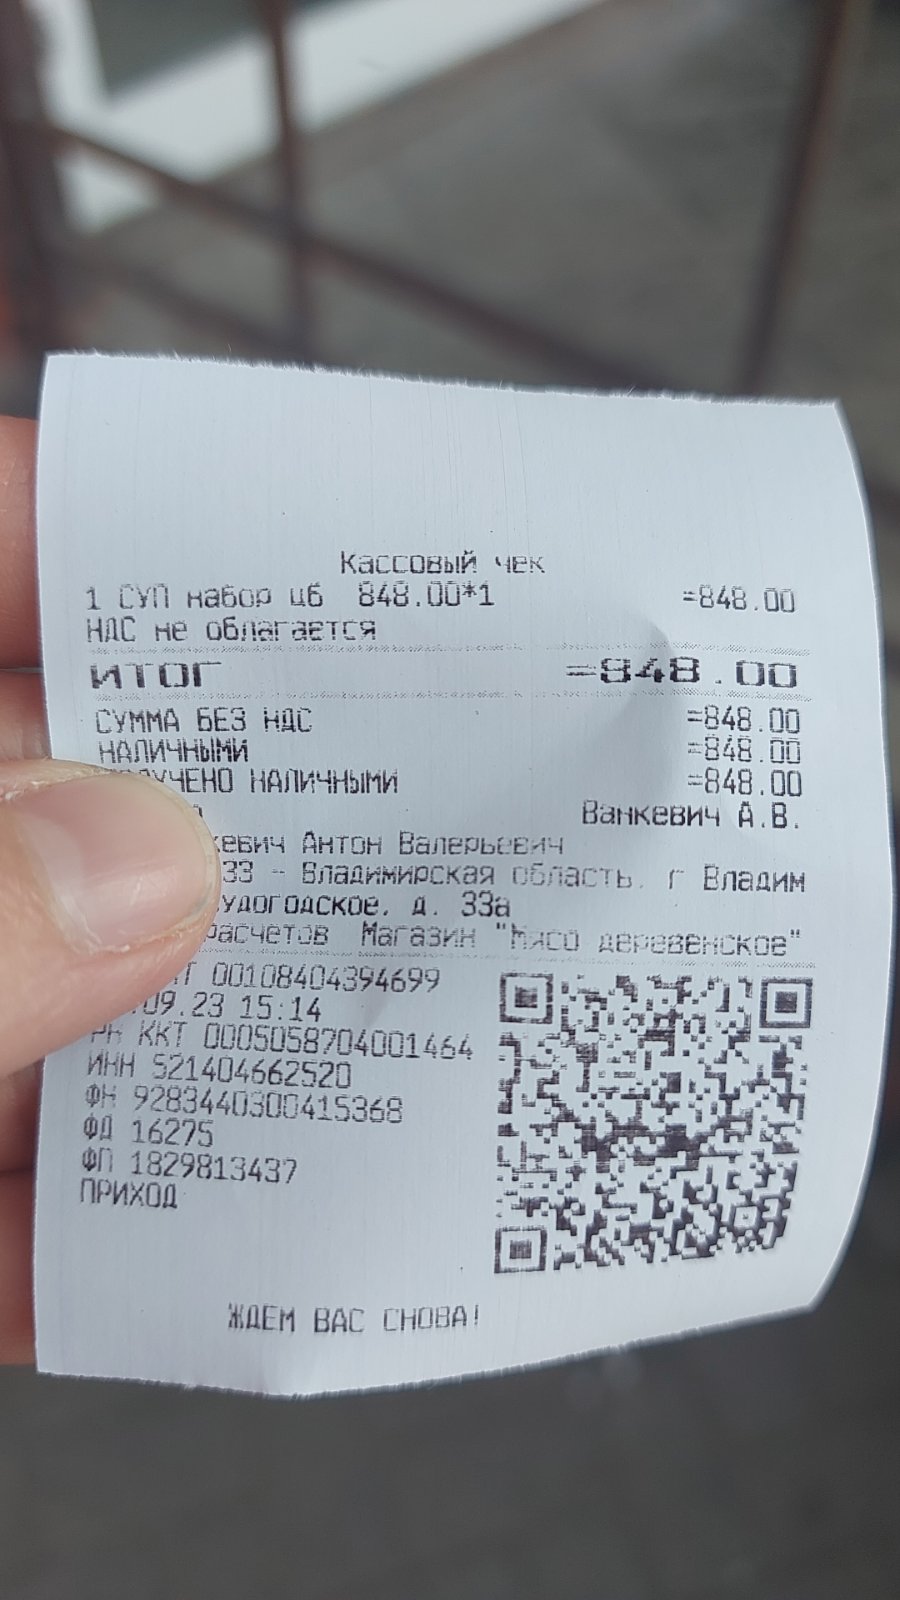 Кассовый чек
1 СУП набор цб 848.00*1 =848.00
НДС не облагается
ИТОГ =848.00
СУММА БЕЗ НДС =848.00
НАЛИЧНЫМИ =848.00
ПОЛУЧЕНО НАЛИЧНЫМИ =848.00
Ванкевич А.В.
кевич Антон Валерьевич
33 - Владимирская область, г Владим
удогодское, д. 33а
расчетов Магазин "Мясо деревенское"
Т 00108404394699
.09.23 15:14
РН ККТ 0005058704001464
ИНН 521404662520
ФН 9283440300415368
ФД 16275
ФП 1829813437
ПРИХОД
ЖДЕМ ВАС СНОВА!